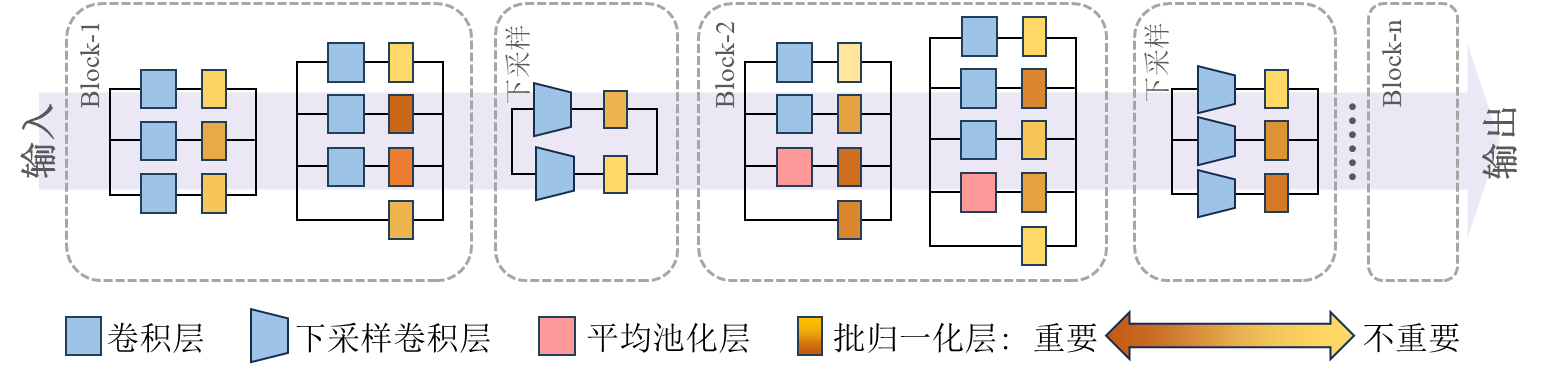 输入
Block-1
下采样
Block-2
下采样
......
Block-n
输出
卷积层
下采样卷积层
平均池化层
批归一化层：重要
不重要